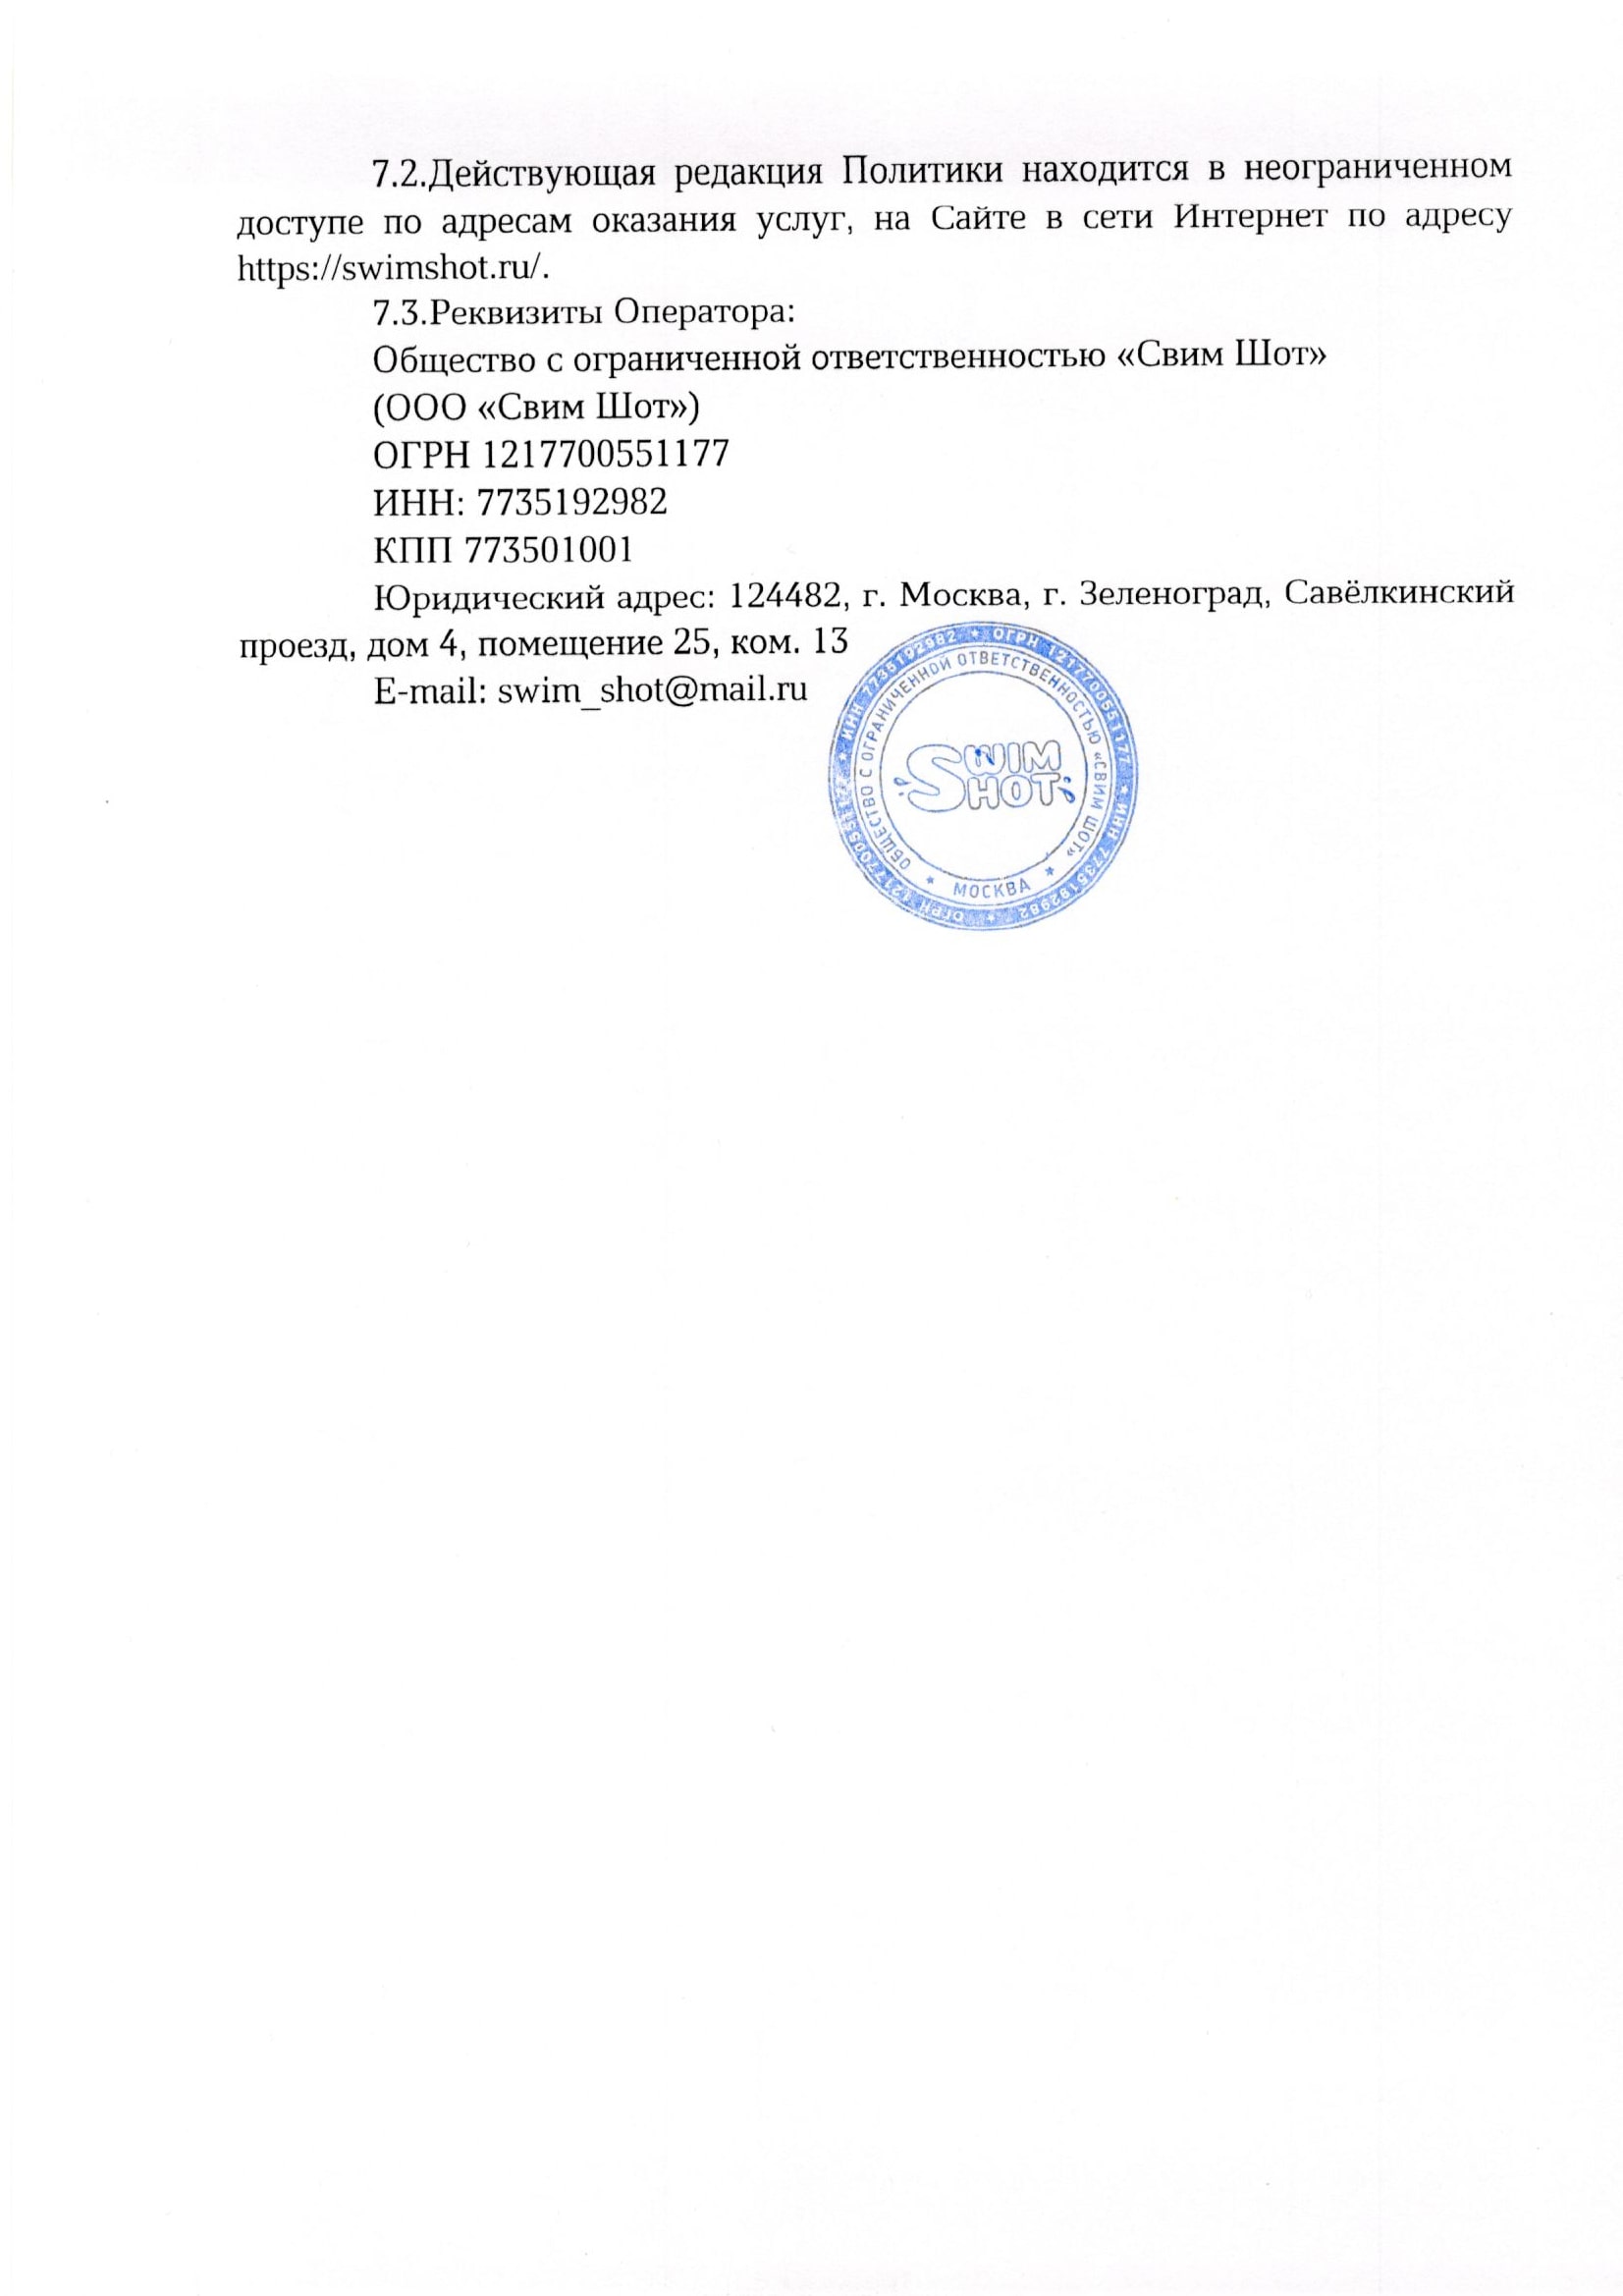 7.2.Действующая редакция Политики находится в неограниченном
доступе по адресам оказания услуг, на Сайте в сети Интернет по адресу
https://swimshot.ru/.
7.3.Реквизиты Оператора:
Общество с ограниченной ответственностью «Свим Шот»
(ООО «Свим Шот»)
ОГРН 1217700551177
ИНН: 7735192982
КПП 773501001
Юридический адрес: 124482, г. Москва, г. Зеленоград, Савёлкинский
проезд, дом 4, помещение 25, ком. 13
E-mail: swim_shot@mail.ru
ИНН 7735192982 * ОГРН 1217700551177 * ИНН 7735192982 * ОГРН 1217700551177 *
ОБЩЕСТВО С ОГРАНИЧЕННОЙ ОТВЕТСТВЕННОСТЬЮ «СВИМ ШОТ»
* МОСКВА *
SWIM
SHOT